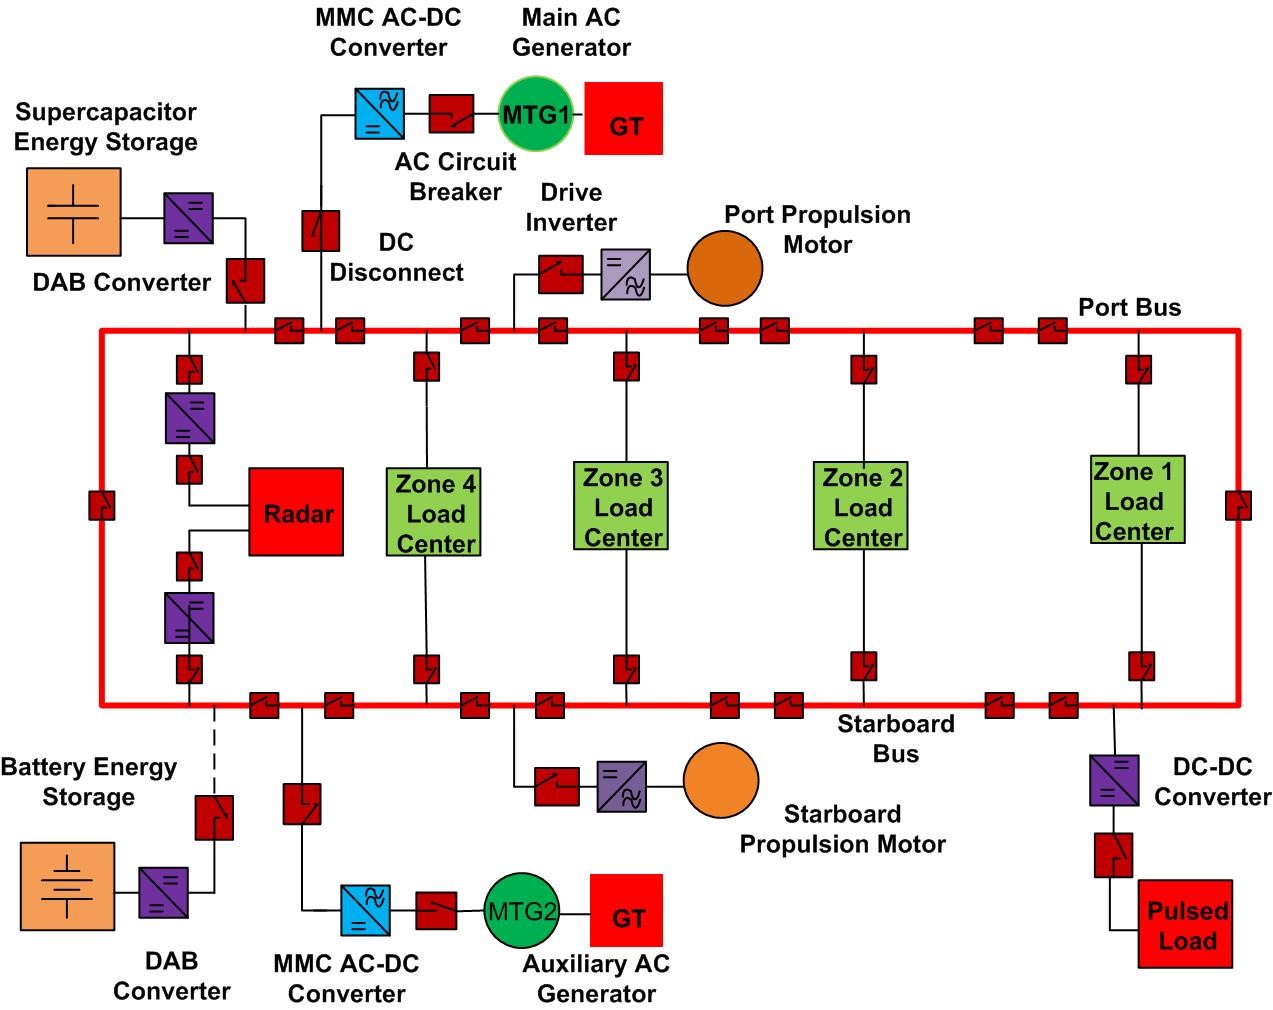 MMC AC-DC
Converter
Main AC
Generator
Supercapacitor
Energy Storage
MTG1
GT
AC Circuit
Breaker
Drive
Inverter
Port Propulsion
Motor
DC
Disconnect
DAB Converter
Port Bus
Radar
Zone 4
Load
Center
Zone 3
Load
Center
Zone 2
Load
Center
Zone 1
Load
Center
Starboard
Bus
Battery Energy
Storage
DC-DC
Converter
Starboard
Propulsion Motor
MTG2
GT
Pulsed
Load
DAB
Converter
MMC AC-DC
Converter
Auxiliary AC
Generator